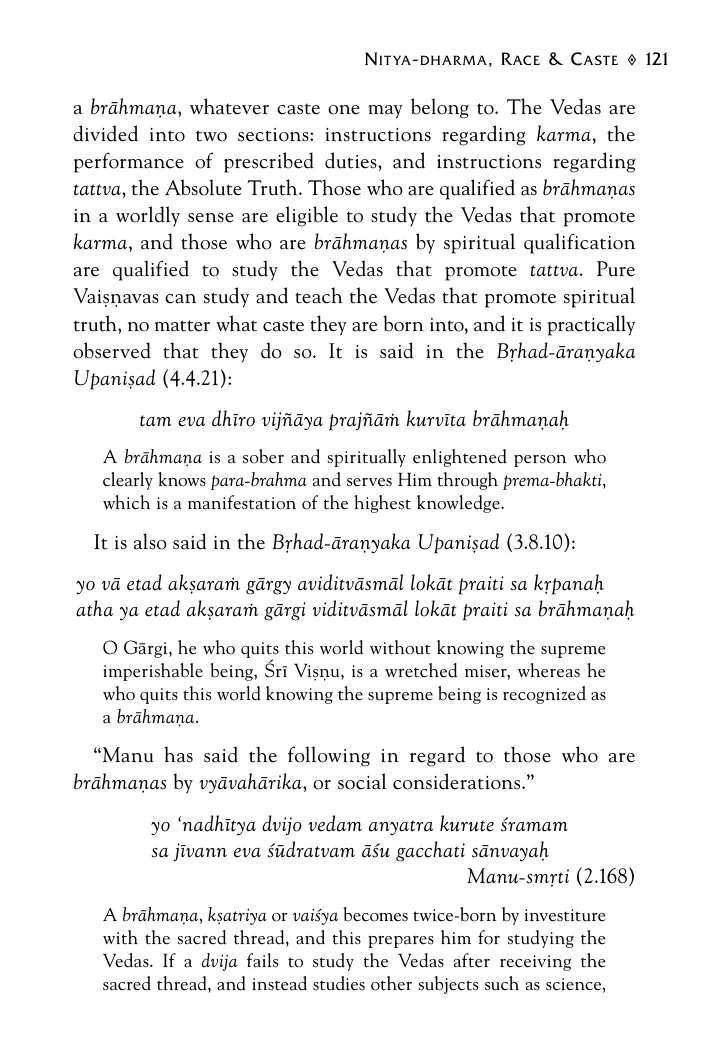 Nitya-dharma, Race & Caste ◊ 121
a brāhmaṇa, whatever caste one may belong to. The Vedas are
divided into two sections: instructions regarding karma, the
performance of prescribed duties, and instructions regarding
tattva, the Absolute Truth. Those who are qualified as brāhmaṇas
in a worldly sense are eligible to study the Vedas that promote
karma, and those who are brāhmaṇas by spiritual qualification
are qualified to study the Vedas that promote tattva. Pure
Vaiṣṇavas can study and teach the Vedas that promote spiritual
truth, no matter what caste they are born into, and it is practically
observed that they do so. It is said in the Bṛhad-āraṇyaka
Upaniṣad (4.4.21):
tam eva dhīro vijñāya prajñāṁ kurvīta brāhmaṇaḥ
A brāhmaṇa is a sober and spiritually enlightened person who
clearly knows para-brahma and serves Him through prema-bhakti,
which is a manifestation of the highest knowledge.
It is also said in the Bṛhad-āraṇyaka Upaniṣad (3.8.10):
yo vā etad akṣaraṁ gārgy aviditvāsmāl lokāt praiti sa kṛpanaḥ
atha ya etad akṣaraṁ gārgi viditvāsmāl lokāt praiti sa brāhmaṇaḥ
O Gārgi, he who quits this world without knowing the supreme
imperishable being, Śrī Viṣṇu, is a wretched miser, whereas he
who quits this world knowing the supreme being is recognized as
a brāhmaṇa.
“Manu has said the following in regard to those who are
brāhmaṇas by vyāvahārika, or social considerations.”
yo ‘nadhītya dvijo vedam anyatra kurute śramam
sa jīvann eva śūdratvam āśu gacchati sānvayaḥ
Manu-smṛti (2.168)
A brāhmaṇa, kṣatriya or vaiśya becomes twice-born by investiture
with the sacred thread, and this prepares him for studying the
Vedas. If a dvija fails to study the Vedas after receiving the
sacred thread, and instead studies other subjects such as science,